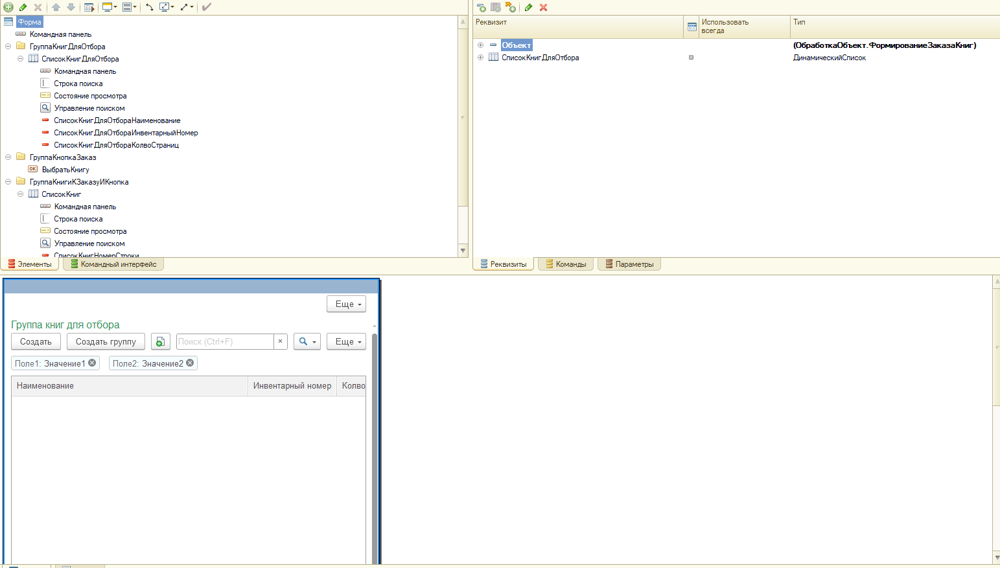 Форма
Командная панель
ГруппаКнигДляОтбора
СписокКнигДляОтбора
Командная панель
Строка поиска
Состояние просмотра
Управление поиском
СписокКнигДляОтбораНаименование
СписокКнигДляОтбораИнвентарныйНомер
СписокКнигДляОтбораКолвоСтраниц
ГруппаКнопкаЗаказ
OK ВыбратьКнигу
ГруппаКнигиКЗаказуИКнопка
СписокКниг
Командная панель
Строка поиска
Состояние просмотра
Управление поиском
СписокКнигНомерСтроки
Элементы Командный интерфейс
Реквизит Использовать всегда Тип
Объект (ОбработкаОбъект.ФормированиеЗаказаКниг)
СписокКнигДляОтбора ДинамическийСписок
Реквизиты Команды Параметры
Еще
Группа книг для отбора
Создать Создать группу Поиск (Ctrl+F) × Еще
Поле1: Значение1 Поле2: Значение2
Наименование Инвентарный номер Колво